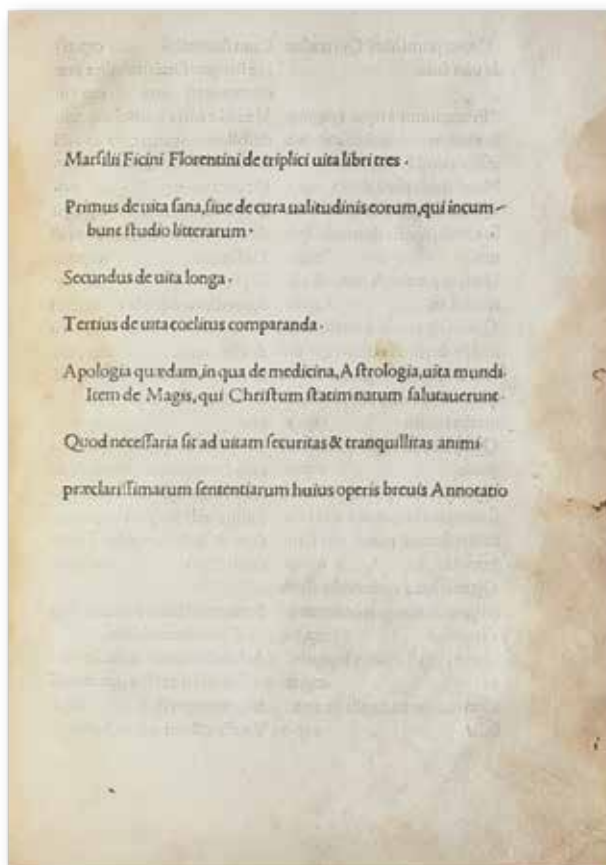 Marſilii Ficini Florentini de triplici uita libri tres ·
Primus de uita ſana, ſiue de cura ualitudinis eorum, qui incum-
bunt ſtudio litterarum ·
Secundus de uita longa ·
Tertius de uita coelitus comparanda ·
Apologia quædam, in qua de medicina, Aſtrologia, uita mundi.
Item de Magis, qui Chriſtum ſtatim natum ſalutauerunt.
Quod neceſſaria ſit ad uitam ſecuritas & tranquillitas animi
præclariſſimarum ſententiarum huius operis breuis Annotatio